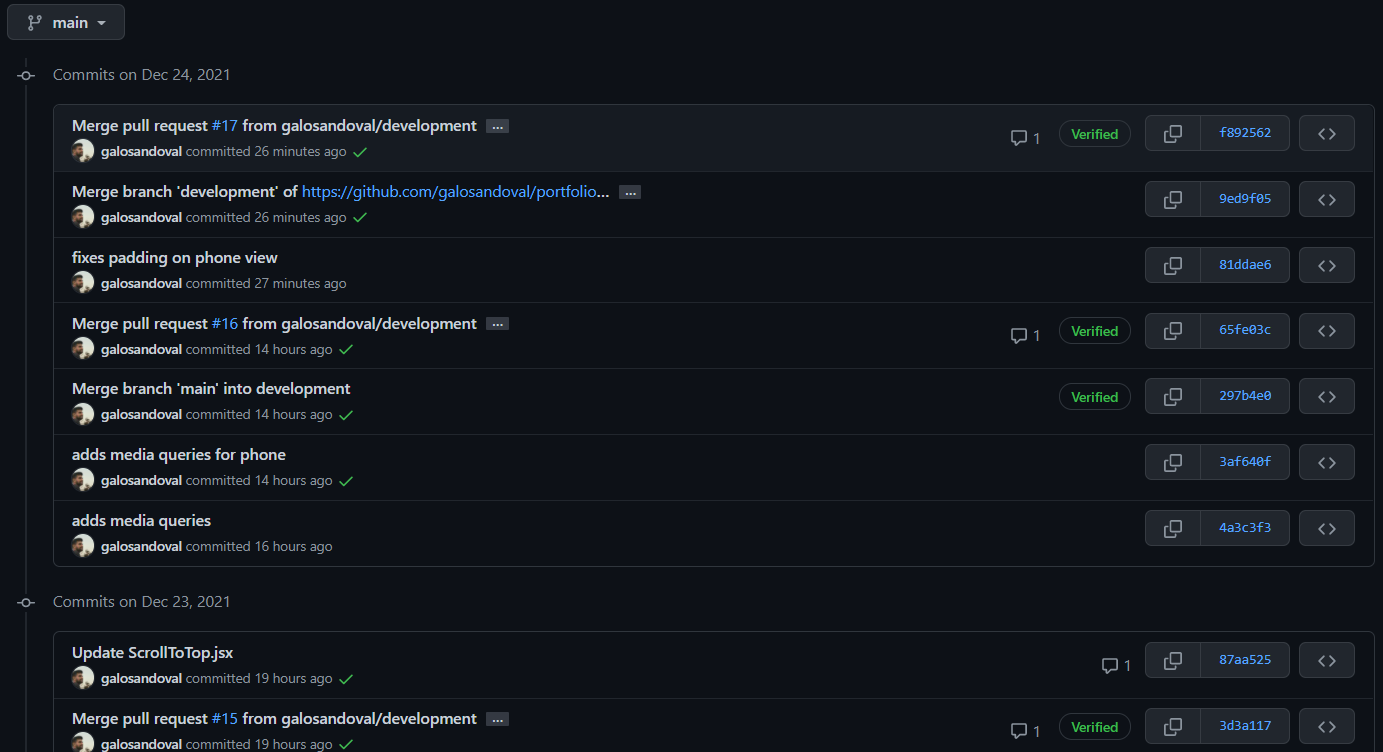 main
Commits on Dec 24, 2021
Merge pull request #17 from galosandoval/development ...
1 Verified f892562
galosandoval committed 26 minutes ago
Merge branch 'development' of https://github.com/galosandoval/portfolio... ...
9ed9f05
galosandoval committed 26 minutes ago
fixes padding on phone view
81ddae6
galosandoval committed 27 minutes ago
Merge pull request #16 from galosandoval/development ...
1 Verified 65fe03c
galosandoval committed 14 hours ago
Merge branch 'main' into development
Verified 297b4e0
galosandoval committed 14 hours ago
adds media queries for phone
3af640f
galosandoval committed 14 hours ago
adds media queries
4a3c3f3
galosandoval committed 16 hours ago
Commits on Dec 23, 2021
Update ScrollToTop.jsx
1 87aa525
galosandoval committed 19 hours ago
Merge pull request #15 from galosandoval/development ...
1 Verified 3d3a117
galosandoval committed 19 hours ago